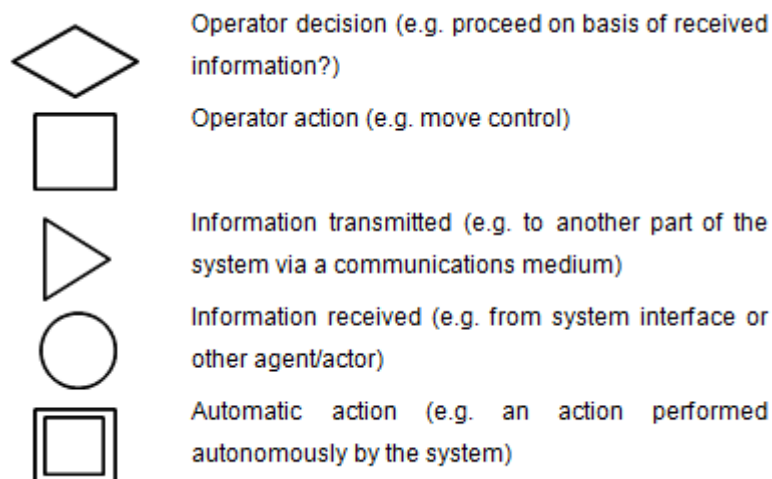 Operator decision (e.g. proceed on basis of received
information?)
Operator action (e.g. move control)
Information transmitted (e.g. to another part of the
system via a communications medium)
Information received (e.g. from system interface or
other agent/actor)
Automatic action (e.g. an action performed
autonomously by the system)